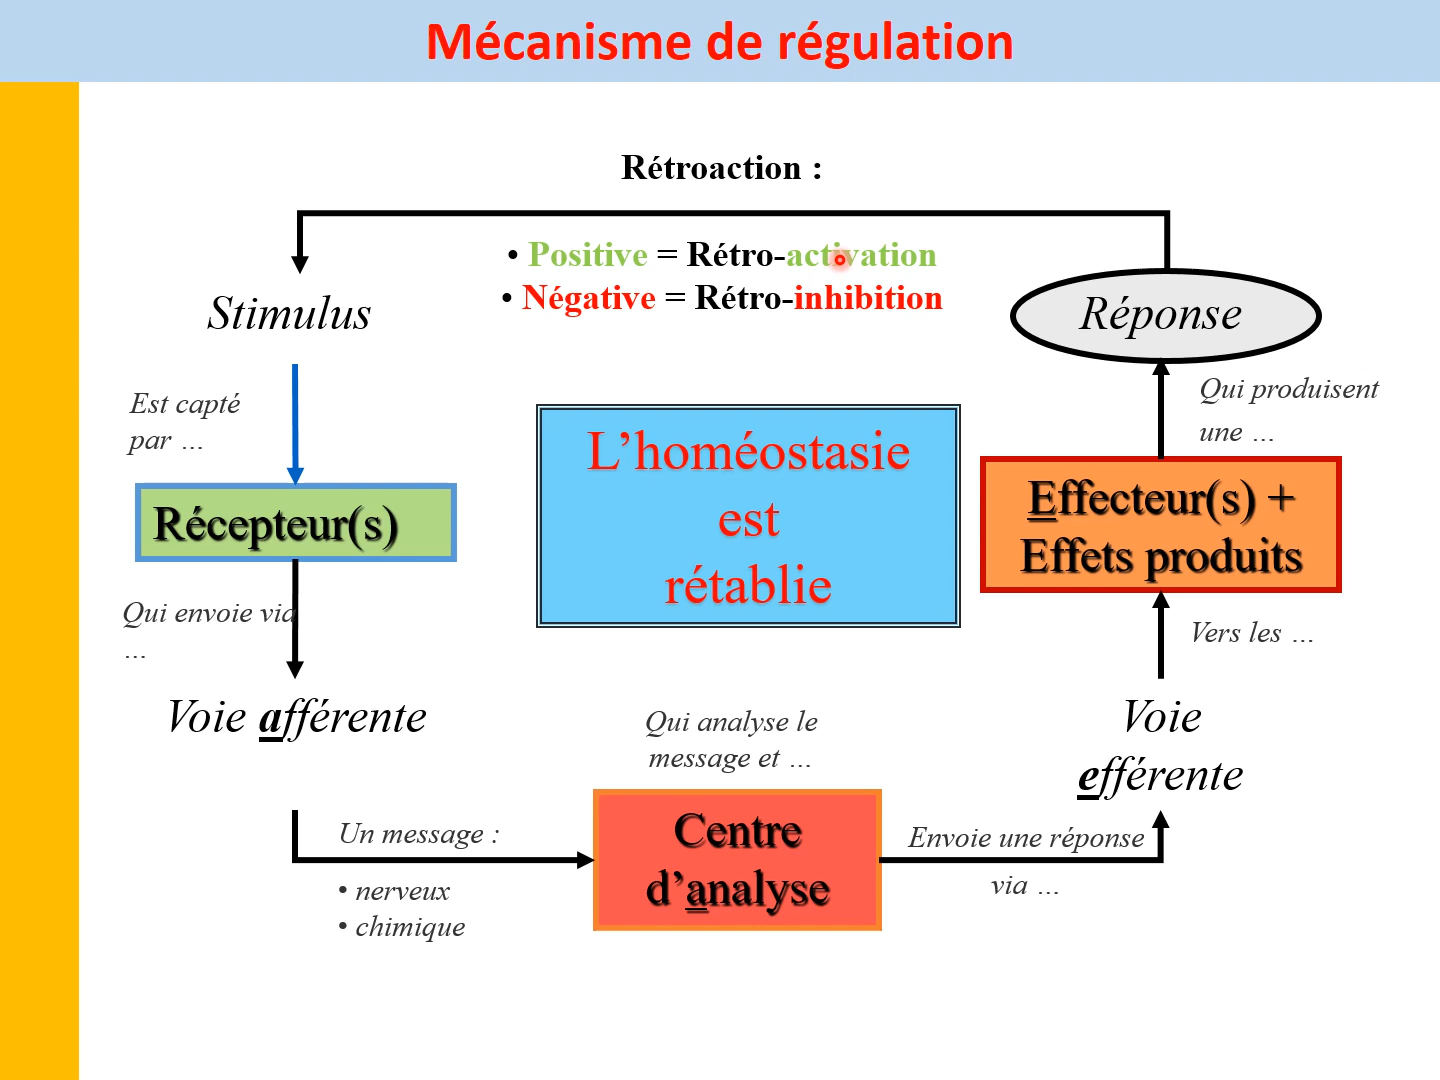 Mécanisme de régulation
Rétroaction :
• Positive = Rétro-activation
• Négative = Rétro-inhibition
Stimulus
Réponse
Est capté
par …
Qui produisent
une …
L’homéostasie
est
rétablie
Récepteur(s)
Effecteur(s) +
Effets produits
Qui envoie via
…
Vers les …
Voie afférente
Qui analyse le
message et …
Voie
efférente
Un message :
• nerveux
• chimique
Centre
d’analyse
Envoie une réponse
via …